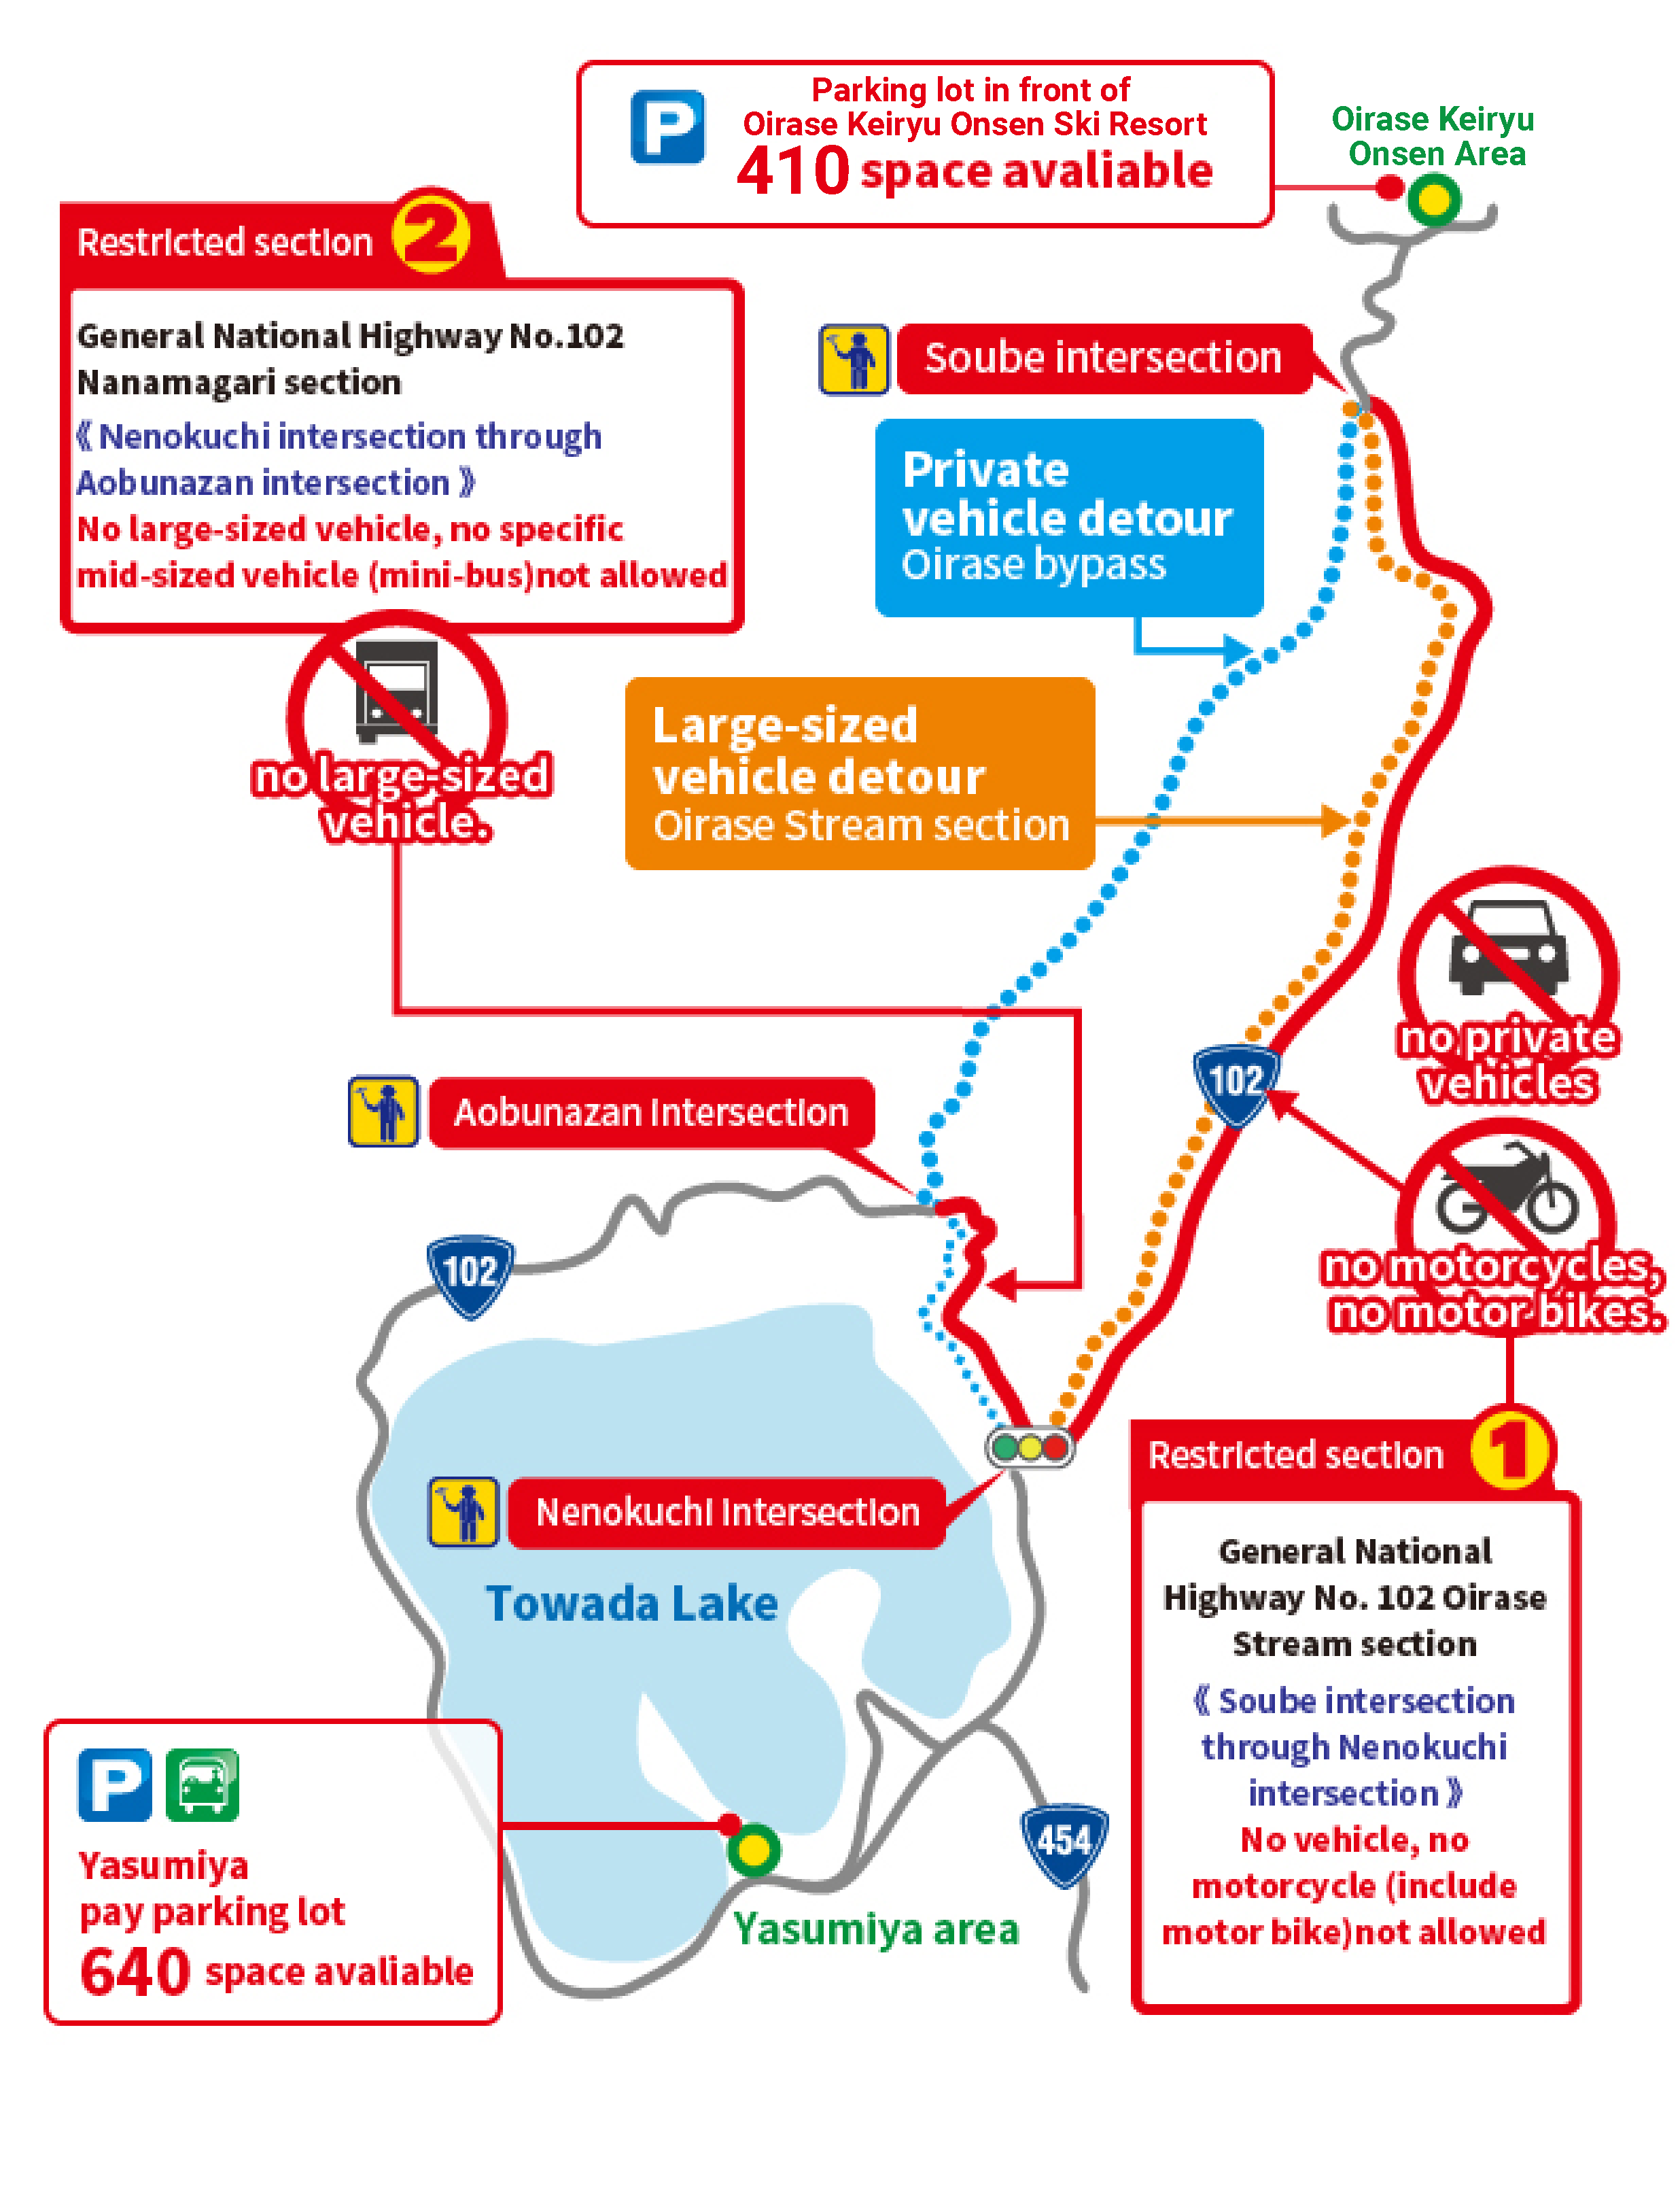 Parking lot in front of
Oirase Keiryu Onsen Ski Resort
410 space avaliable
Oirase Keiryu
Onsen Area
Restricted section 2
General National Highway No.102
Nanamagari section
《 Nenokuchi intersection through
Aobunazan intersection 》
No large-sized vehicle, no specific
mid-sized vehicle (mini-bus)not allowed
no large-sized
vehicle.
Soube intersection
Private
vehicle detour
Oirase bypass
Large-sized
vehicle detour
Oirase Stream section
no private
vehicles
102
Aobunazan Intersection
no motorcycles,
no motor bikes.
102
Nenokuchi Intersection
Towada Lake
Restricted section 1
General National
Highway No. 102 Oirase
Stream section
《 Soube intersection
through Nenokuchi
intersection 》
No vehicle, no
motorcycle (include
motor bike)not allowed
P
P
Yasumiya
pay parking lot
640 space avaliable
454
Yasumiya area